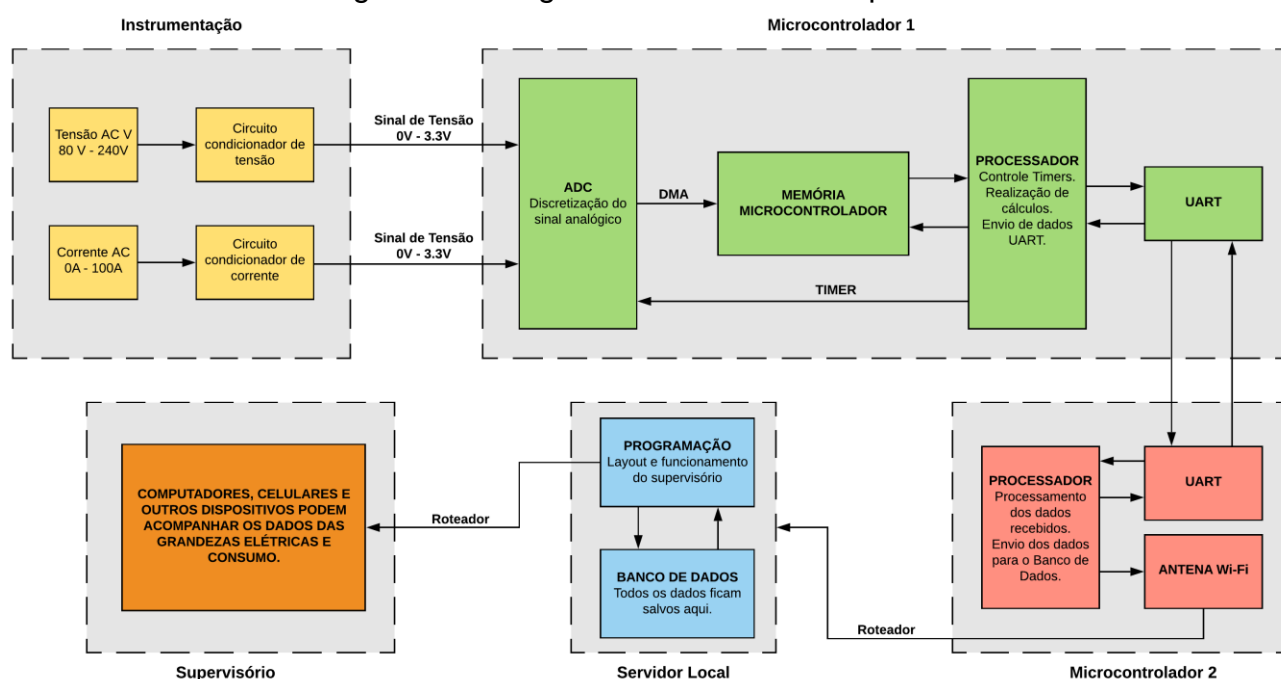 Instrumentação
Microcontrolador 1
Tensão AC V
80 V - 240V
Circuito
condicionador de
tensão
Sinal de Tensão
0V - 3.3V
Corrente AC
0A - 100A
Circuito
condicionador de
corrente
Sinal de Tensão
0V - 3.3V
ADC
Discretização do
sinal analógico
DMA
MEMÓRIA
MICROCONTROLADOR
PROCESSADOR
Controle Timers.
Realização de
cálculos.
Envio de dados
UART.
UART
TIMER
COMPUTADORES, CELULARES E
OUTROS DISPOSITIVOS PODEM
ACOMPANHAR OS DADOS DAS
GRANDEZAS ELÉTRICAS E
CONSUMO.
Roteador
PROGRAMAÇÃO
Layout e funcionamento
do supervisório
BANCO DE DADOS
Todos os dados ficam
salvos aqui.
Roteador
PROCESSADOR
Processamento
dos dados
recebidos.
Envio dos dados
para o Banco de
Dados.
UART
ANTENA Wi-Fi
Supervisório
Servidor Local
Microcontrolador 2